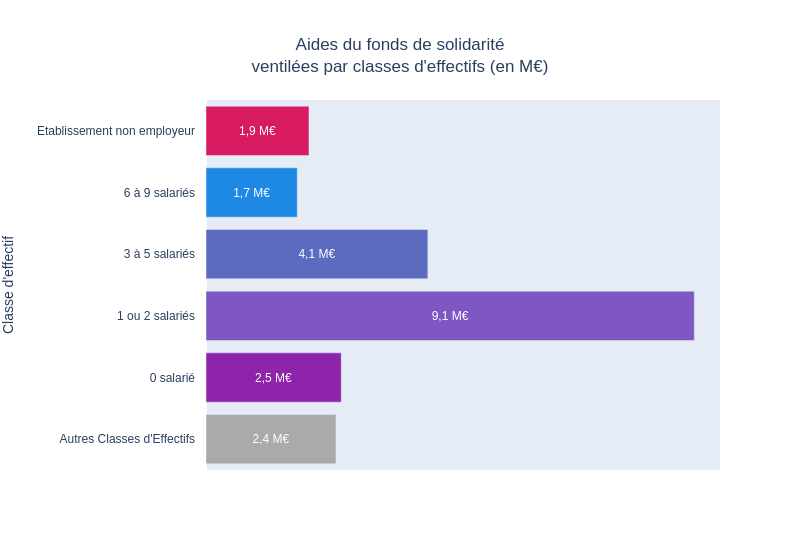 Aides du fonds de solidarité
ventilées par classes d'effectifs (en M€)
Classe d'effectif
Etablissement non employeur
1,9 M€
6 à 9 salariés
1,7 M€
3 à 5 salariés
4,1 M€
1 ou 2 salariés
9,1 M€
0 salarié
2,5 M€
Autres Classes d'Effectifs
2,4 M€